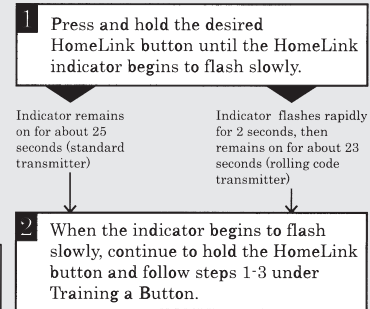 1 Press and hold the desired
HomeLink button until the HomeLink
indicator begins to flash slowly.
Indicator remains
on for about 25
seconds (standard
transmitter)
Indicator flashes rapidly
for 2 seconds, then
remains on for about 23
seconds (rolling code
transmitter)
2 When the indicator begins to flash
slowly, continue to hold the HomeLink
button and follow steps 1-3 under
Training a Button.